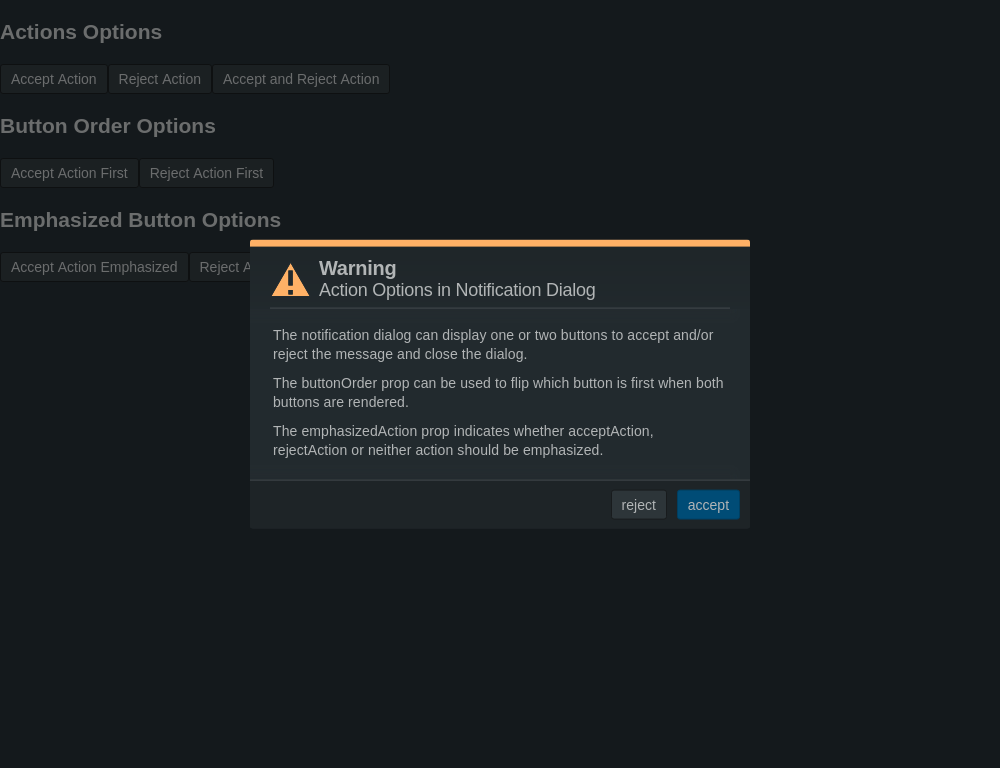 Actions Options
Accept Action Reject Action Accept and Reject Action
Button Order Options
Accept Action First Reject Action First
Emphasized Button Options
Accept Action Emphasized Reject
Warning
Action Options in Notification Dialog
The notification dialog can display one or two buttons to accept and/or
reject the message and close the dialog.
The buttonOrder prop can be used to flip which button is first when both
buttons are rendered.
The emphasizedAction prop indicates whether acceptAction,
rejectAction or neither action should be emphasized.
reject accept